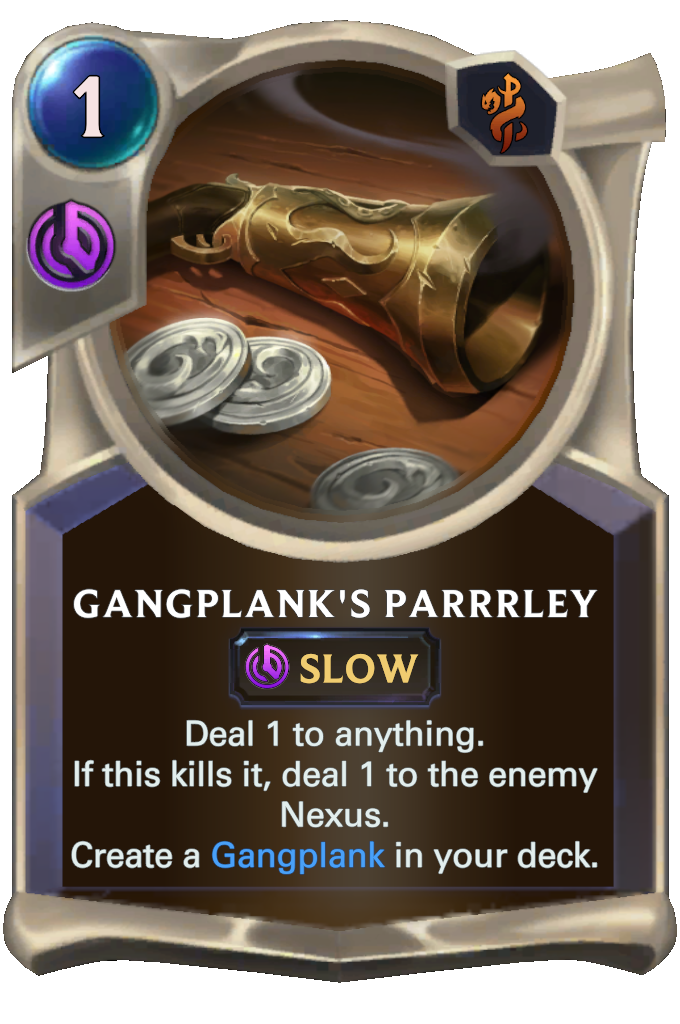 1
GANGPLANK'S PARRRLEY
SLOW
Deal 1 to anything.
If this kills it, deal 1 to the enemy
Nexus.
Create a Gangplank in your deck.